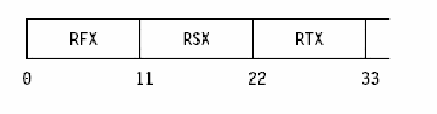 RFX RSX RTX
0 11 22 33